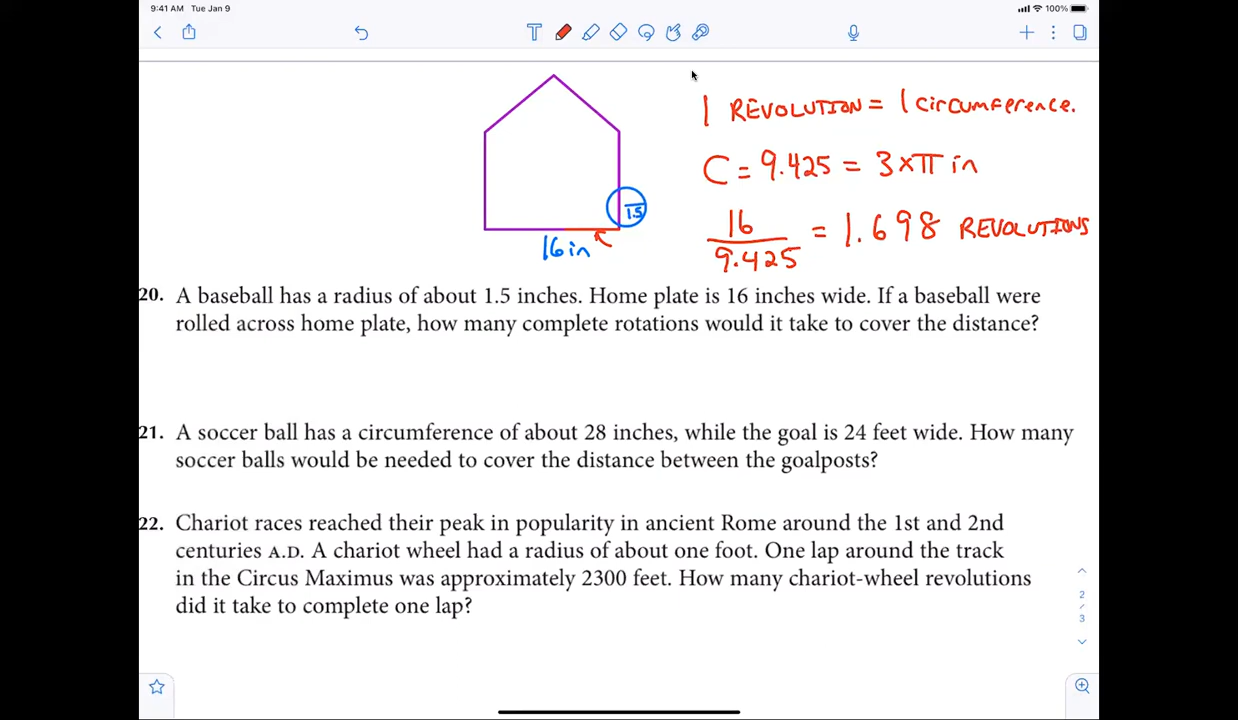 9:41 AM Tue Jan 9
100%
1 REVOLUTION = 1 circumference.
C = 9.425 = 3×π in
16
9.425
= 1.698 REVOLUTIONS
1.5
16 in
20. A baseball has a radius of about 1.5 inches. Home plate is 16 inches wide. If a baseball were
rolled across home plate, how many complete rotations would it take to cover the distance?
21. A soccer ball has a circumference of about 28 inches, while the goal is 24 feet wide. How many
soccer balls would be needed to cover the distance between the goalposts?
22. Chariot races reached their peak in popularity in ancient Rome around the 1st and 2nd
centuries A.D. A chariot wheel had a radius of about one foot. One lap around the track
in the Circus Maximus was approximately 2300 feet. How many chariot-wheel revolutions
did it take to complete one lap?
2
/
3